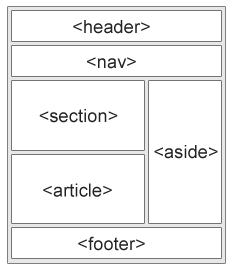 <header>
<nav>
<section>
<aside>
<article>
<footer>